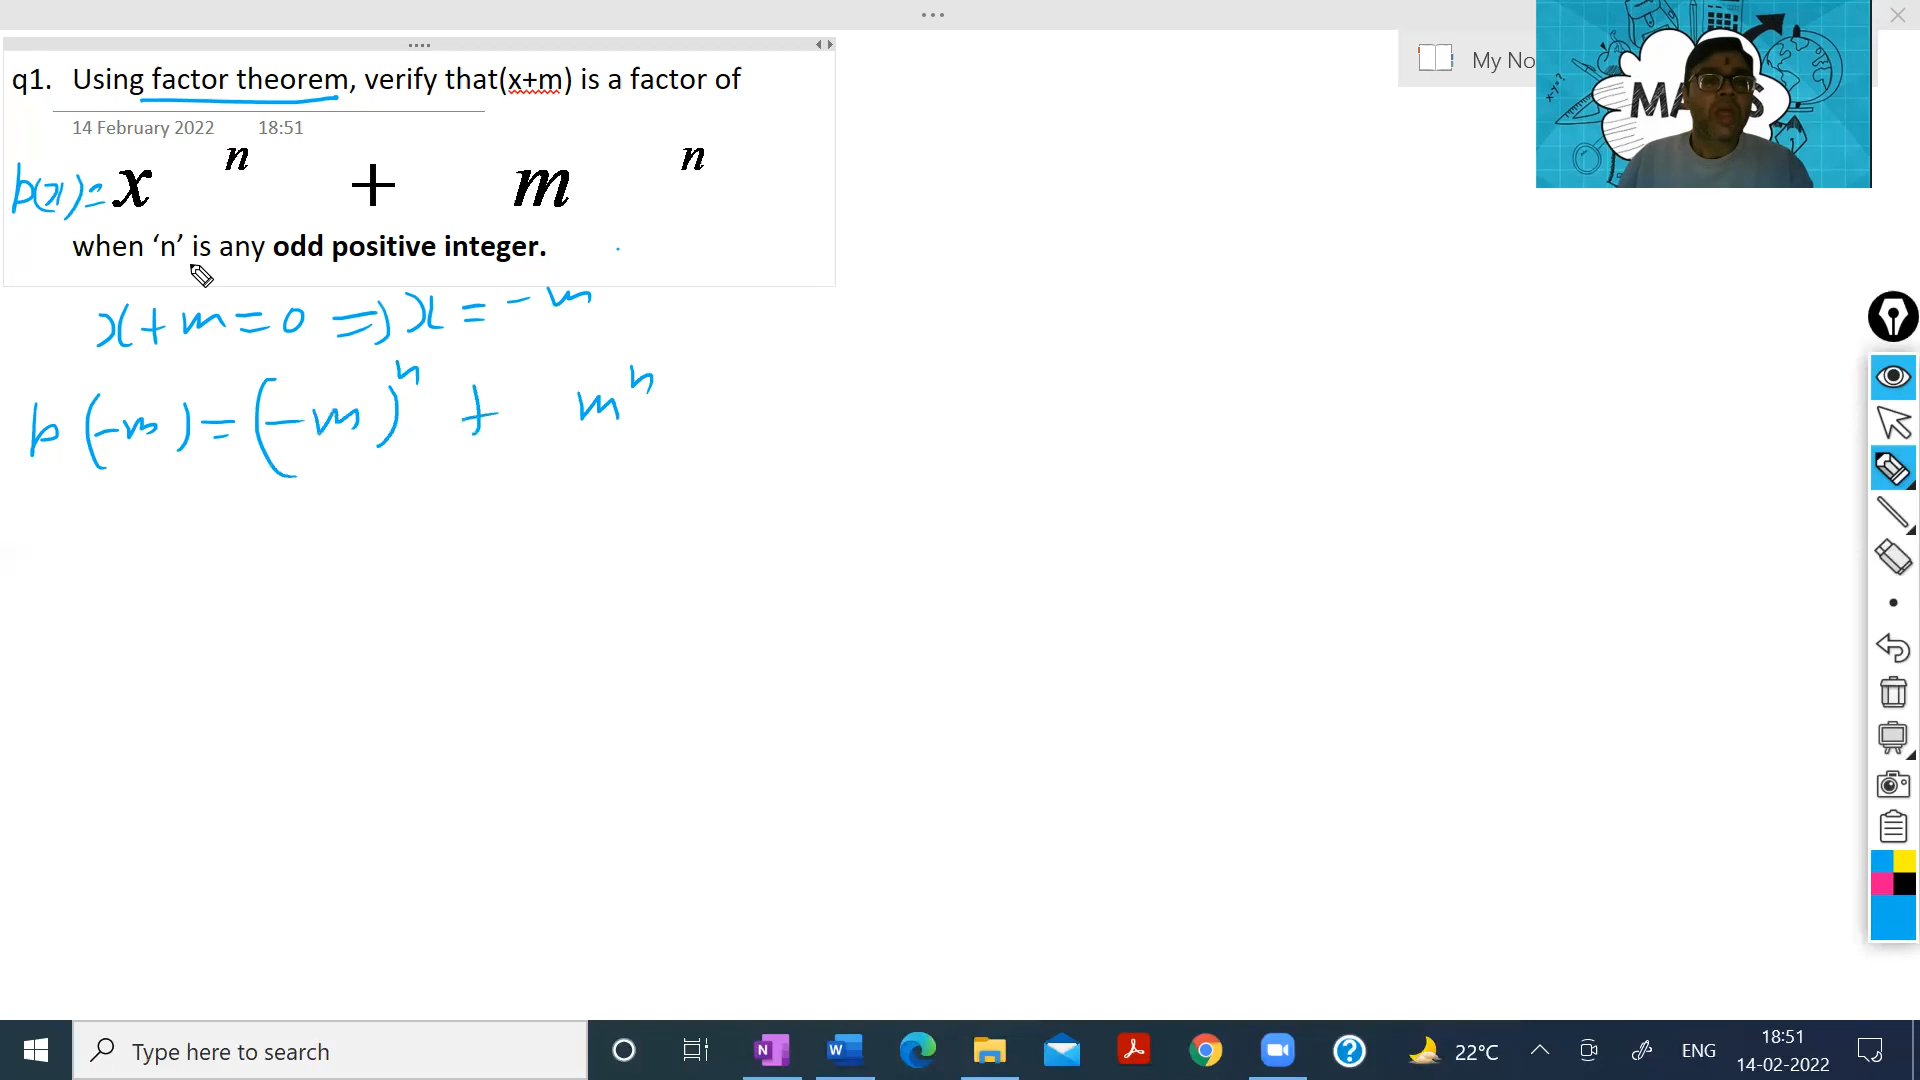 My No
MA S
x-y=?
q1. Using factor theorem, verify that(x+m) is a factor of
14 February 2022 18:51
p(x)= x^n + m^n
when ‘n’ is any odd positive integer.
x+m=0 => x = -m
p(-m) = (-m)^n + m^n
Type here to search
22°C
ENG
18:51
14-02-2022